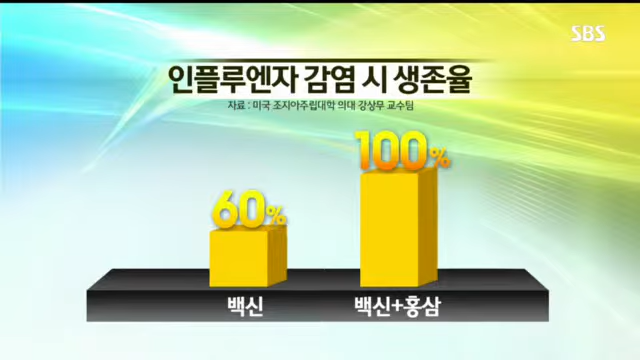 SBS
인플루엔자 감염 시 생존율
자료 : 미국 조지아주립대학 의대 강상무 교수팀
60%
100%
백신
백신+홍삼